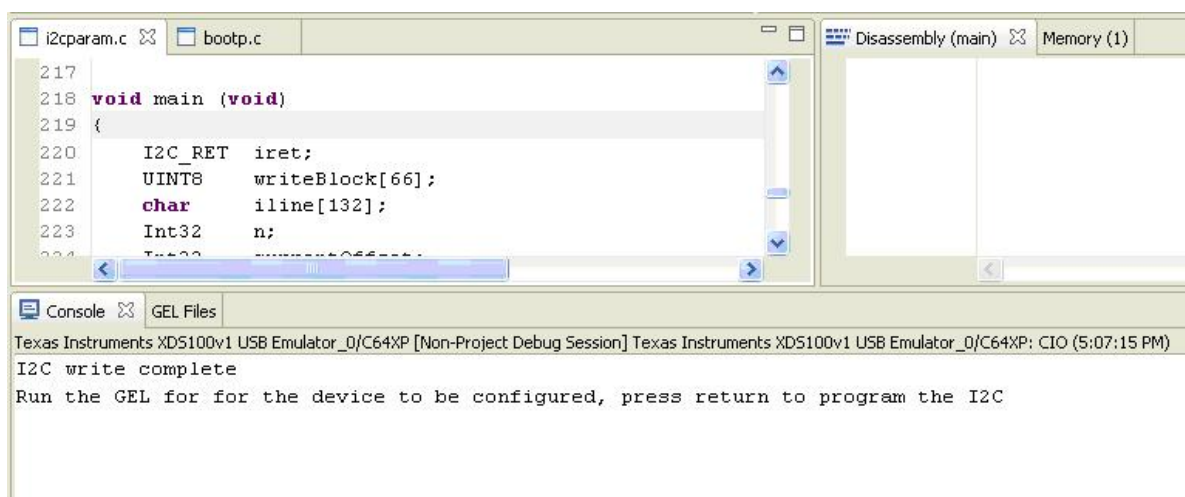 i2cparam.c bootp.c
Disassembly (main) Memory (1)
217
218 void main (void)
219 {
220 I2C_RET iret;
221 UINT8 writeBlock[66];
222 char iline[132];
223 Int32 n;
Console GEL Files
Texas Instruments XDS100v1 USB Emulator_0/C64XP [Non-Project Debug Session] Texas Instruments XDS100v1 USB Emulator_0/C64XP: CIO (5:07:15 PM)
I2C write complete
Run the GEL for for the device to be configured, press return to program the I2C